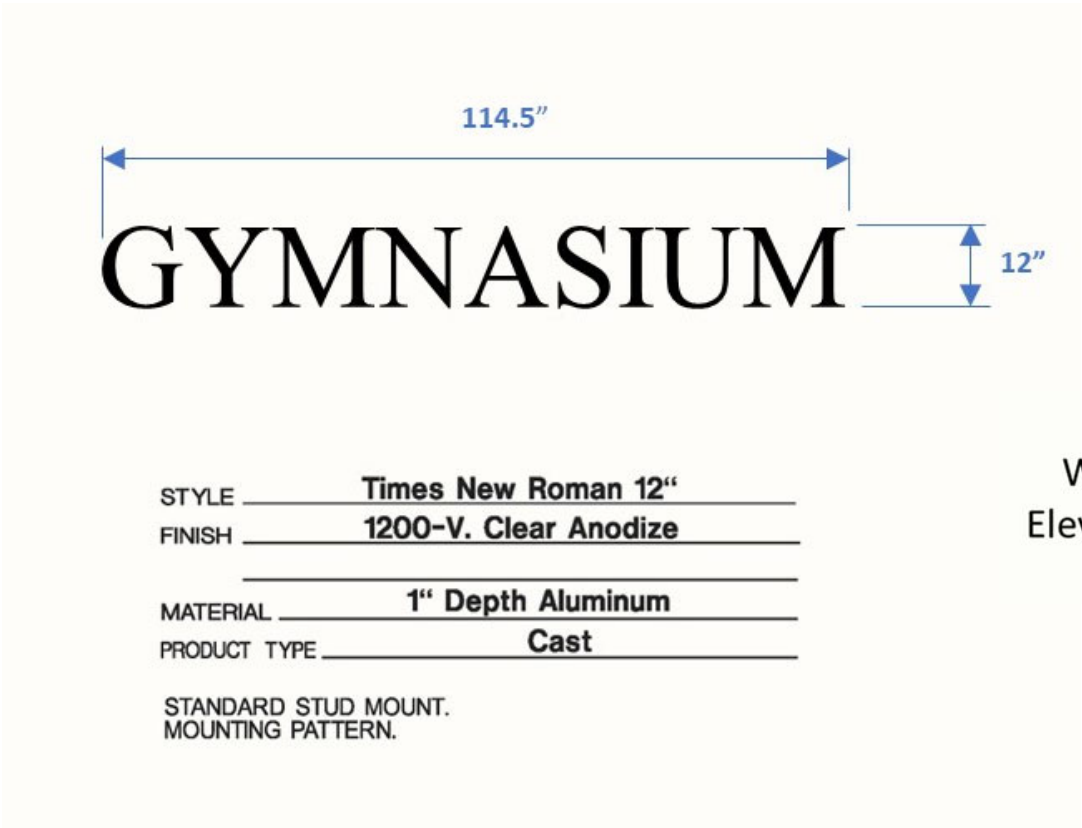 114.5”
GYMNASIUM
12”
STYLE Times New Roman 12“
FINISH 1200-V. Clear Anodize
MATERIAL 1“ Depth Aluminum
PRODUCT TYPE Cast
STANDARD STUD MOUNT.
MOUNTING PATTERN.